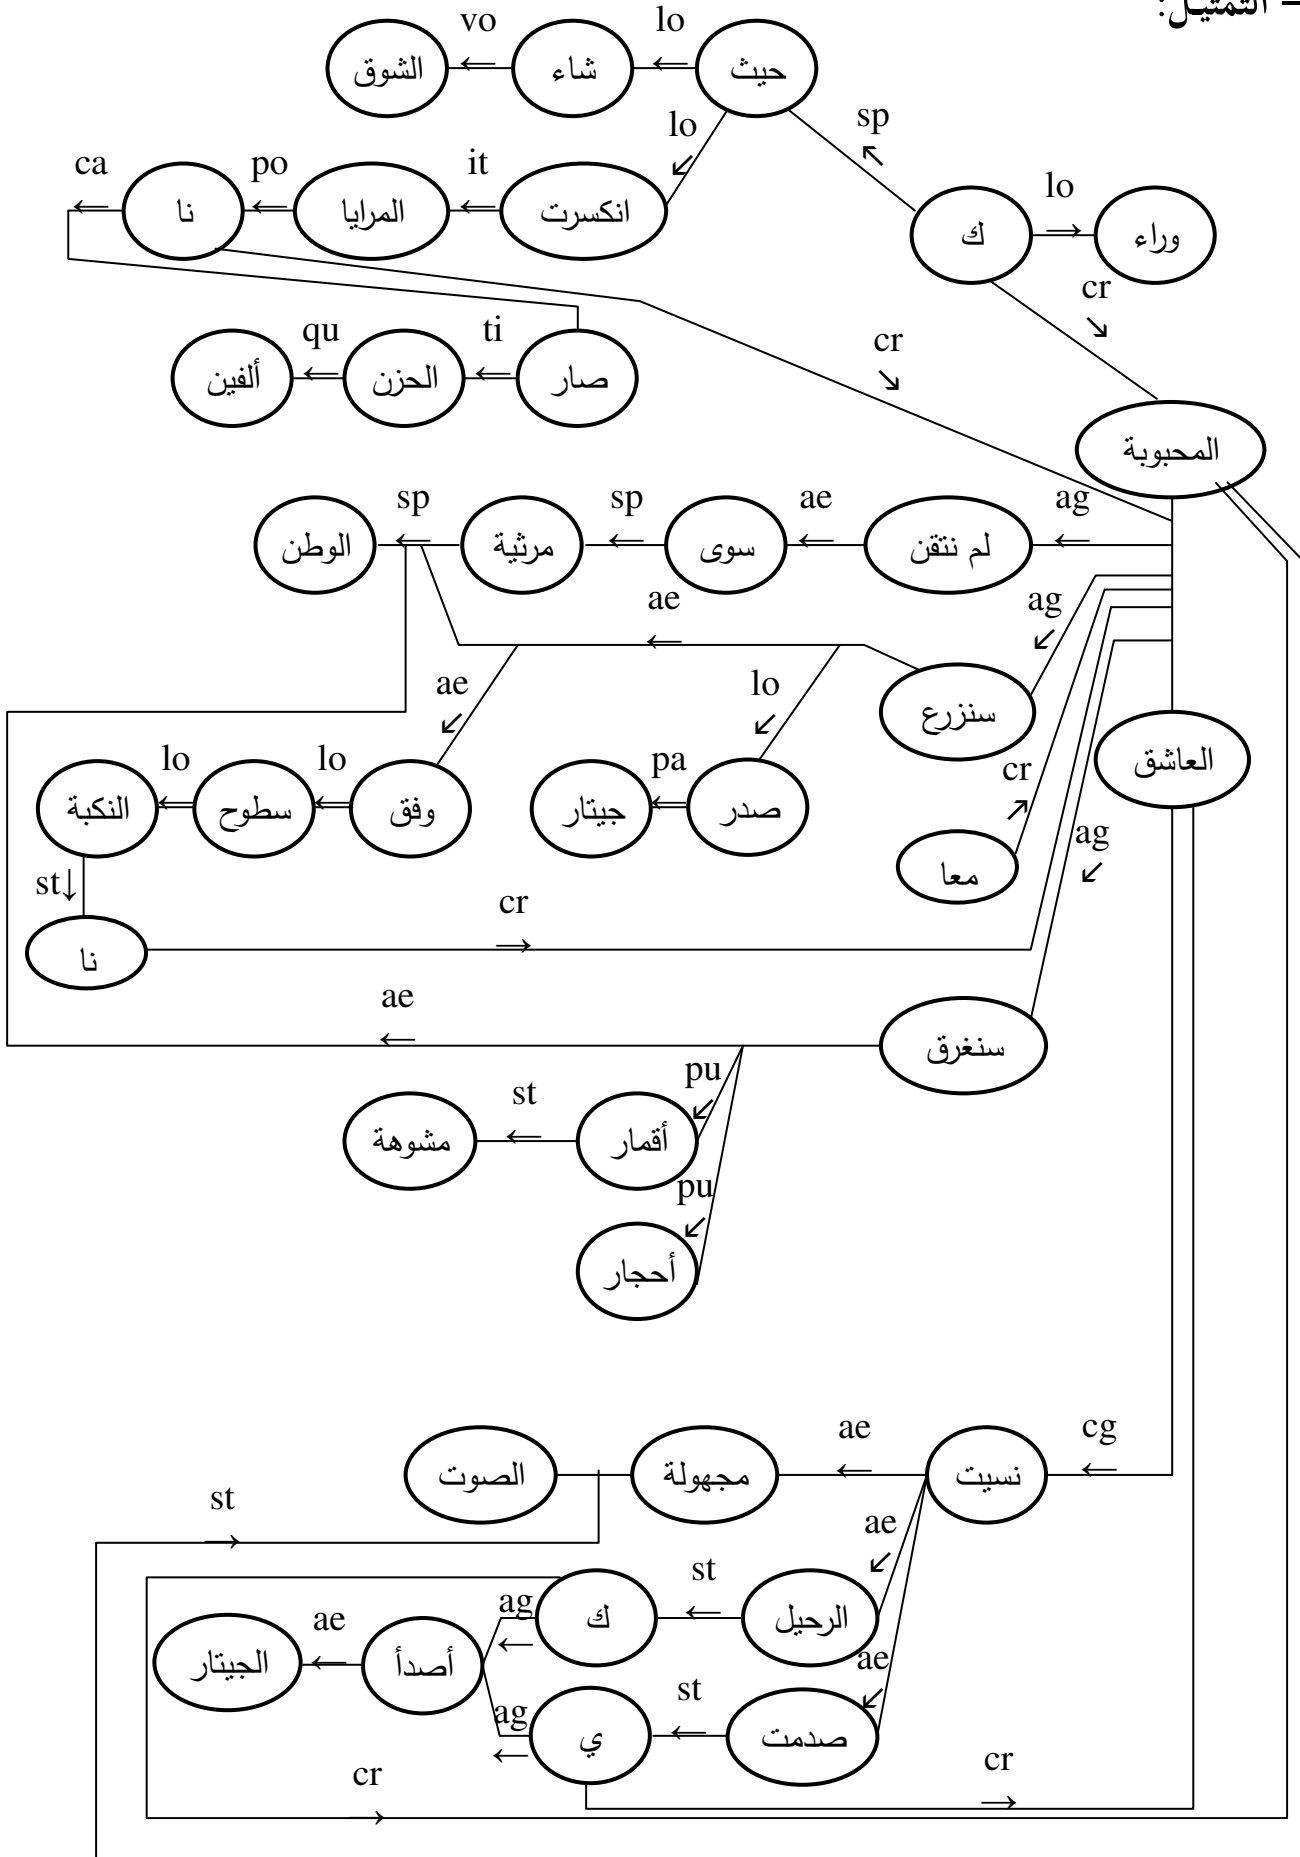 – التمثيل:
vo lo
الشوق شاء حيث
sp
lo
ca po it lo
نا المرايا انكسرت ك وراء
cr
qu ti cr
ألفين الحزن صار
المحبوبة
sp sp ae ag
الوطن مرثية سوى لم نتقن
ae ag
ae lo
سنزرع
lo lo pa cr العاشق
النكبة سطوح وفق جيتار صدر
ag
معا
st
cr
نا
ae
سنغرق
pu
st
مشوهة أقمار
pu
أحجار
ae cg
الصوت مجهولة نسيت
st
ae
st
ag
ae ك الرحيل
الجيتار أصدأ
ae
st
ag
ي صدمت
cr cr